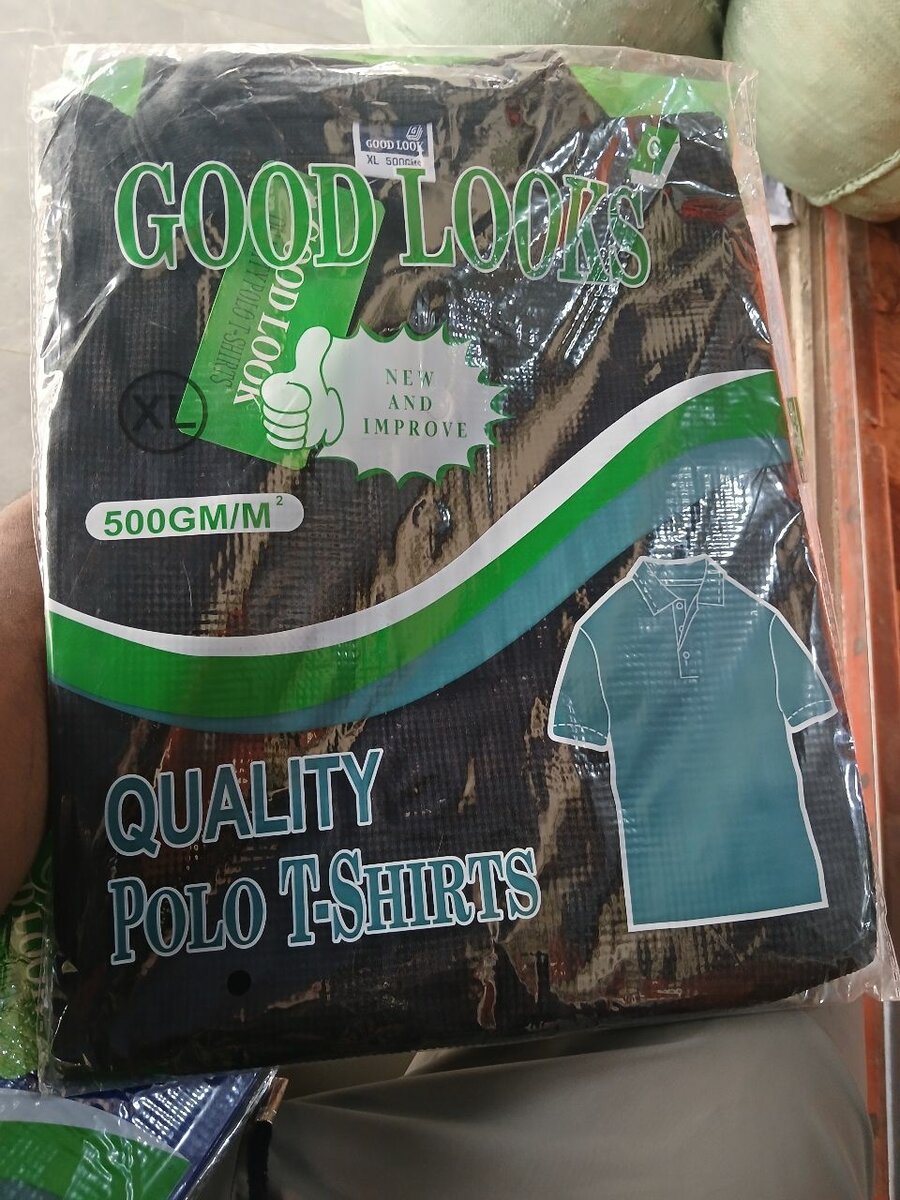 GOOD LOOK
XL 500GMs
GOOD LOOKS
GOOD LOOK
POLO T-SHIRTS
NEW
AND
IMPROVE
XL
500GM/M²
QUALITY
POLO T-SHIRTS